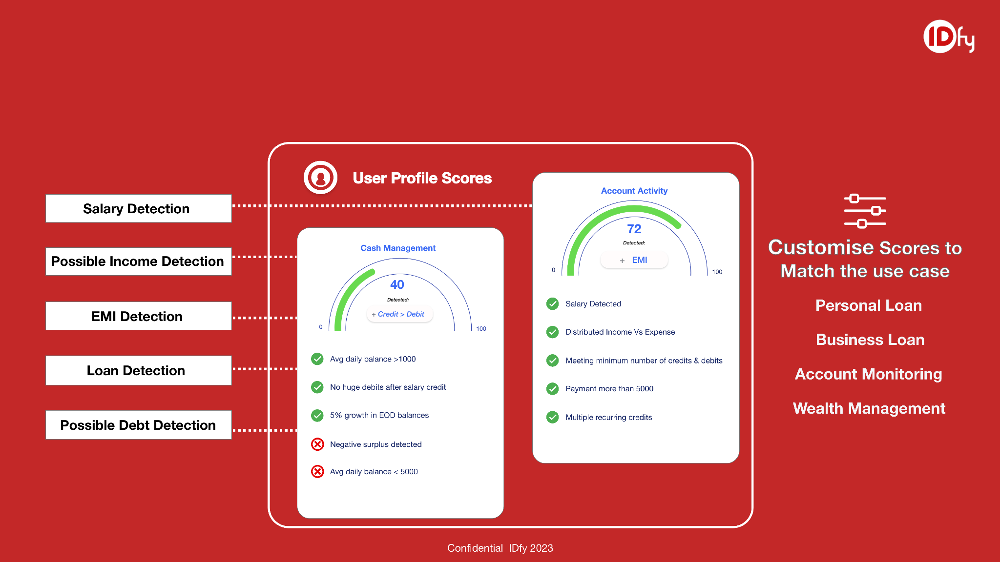 IDfy
User Profile Scores
Salary Detection
Possible Income Detection
EMI Detection
Loan Detection
Possible Debt Detection
Cash Management
40
Detected:
+ Credit > Debit
0
100
Avg daily balance >1000
No huge debits after salary credit
5% growth in EOD balances
Negative surplus detected
Avg daily balance < 5000
Account Activity
72
Detected:
+ EMI
0
100
Salary Detected
Distributed Income Vs Expense
Meeting minimum number of credits & debits
Payment more than 5000
Multiple recurring credits
Customise Scores to
Match the use case
Personal Loan
Business Loan
Account Monitoring
Wealth Management
Confidential IDfy 2023